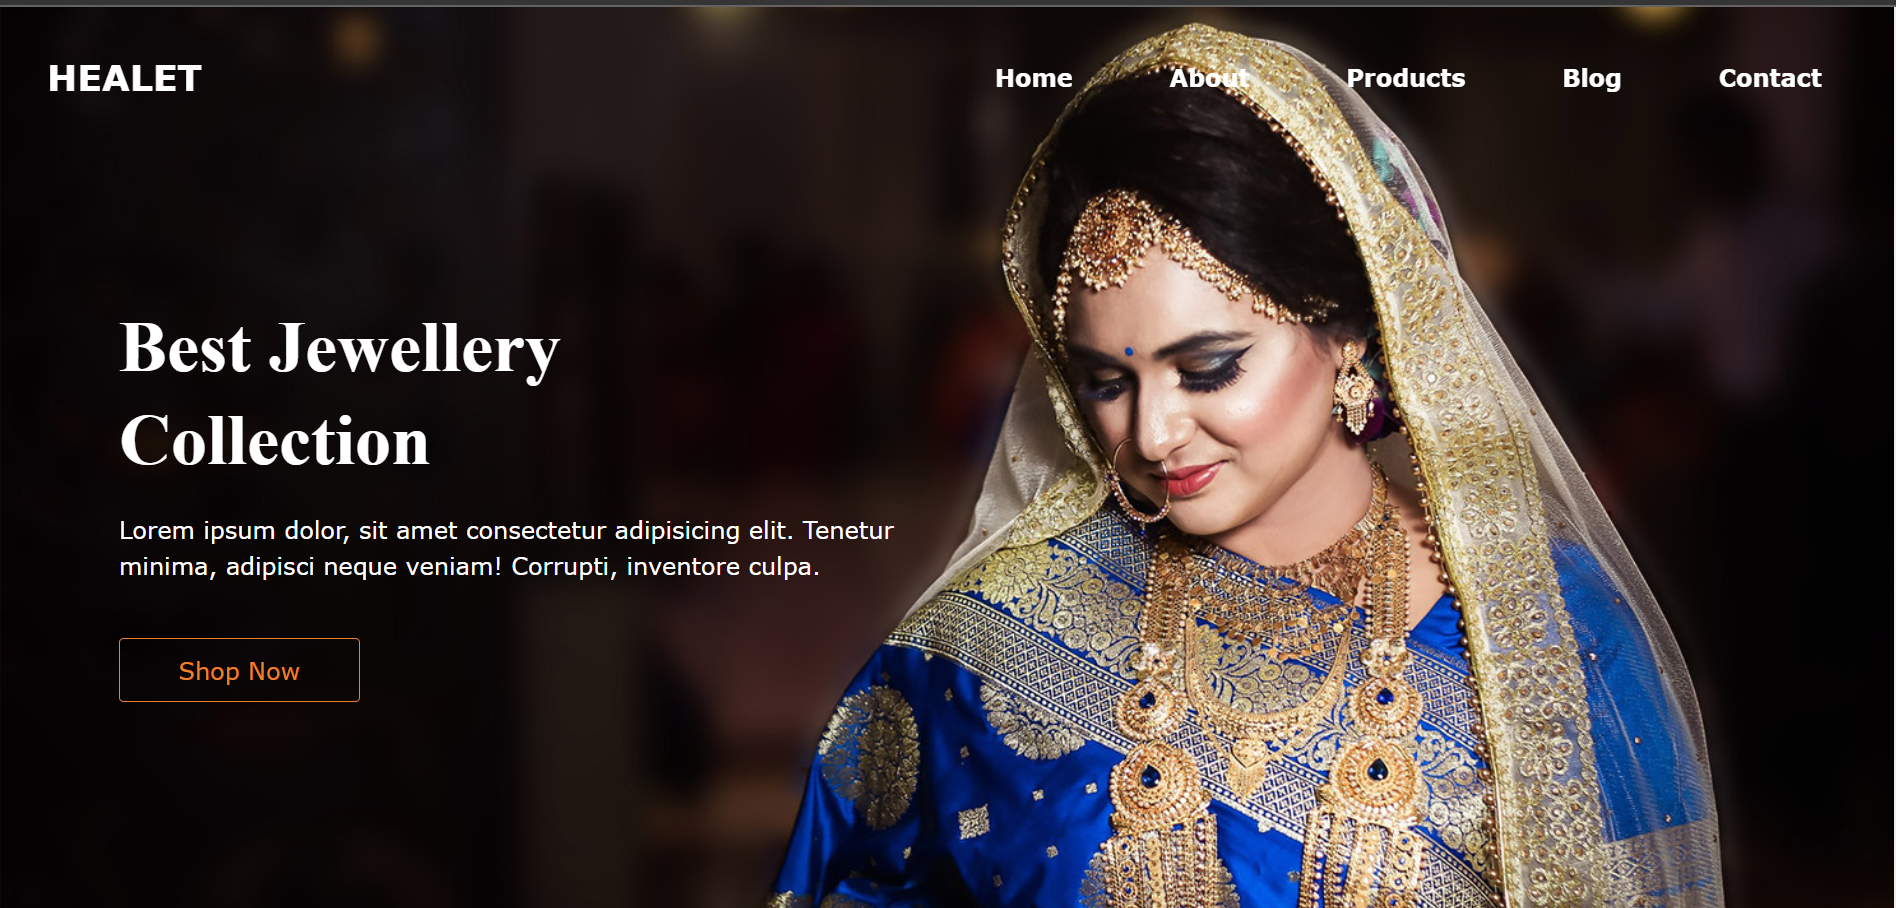 HEALET
Home About Products Blog Contact
Best Jewellery
Collection
Lorem ipsum dolor, sit amet consectetur adipisicing elit. Tenetur
minima, adipisci neque veniam! Corrupti, inventore culpa.
Shop Now